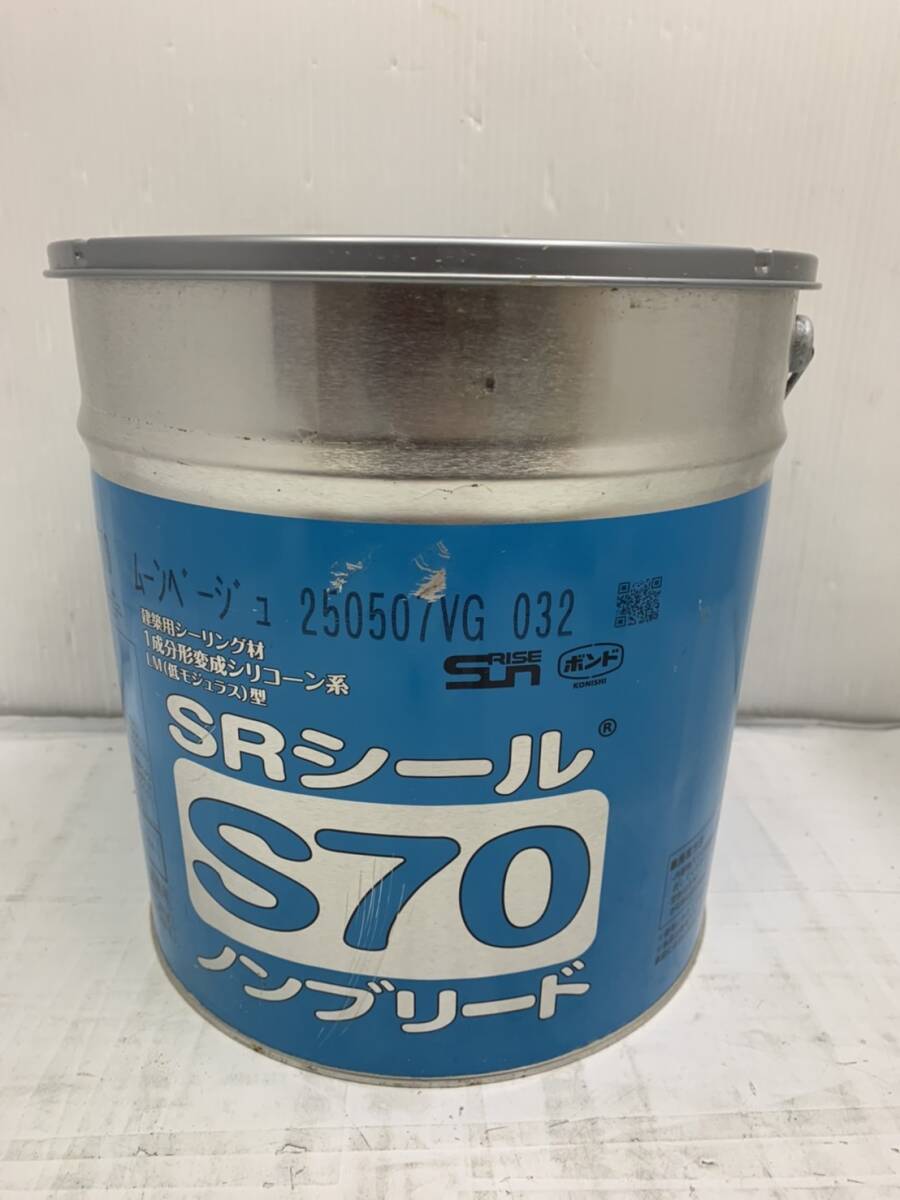 ムーンベージュ 250507VG 032
建築用シーリング材
1成分形変成シリコーン系
LM(低モジュラス)型
SUNRISE
ボンド
KONISHI
SRシール®
S70
ノンブリード